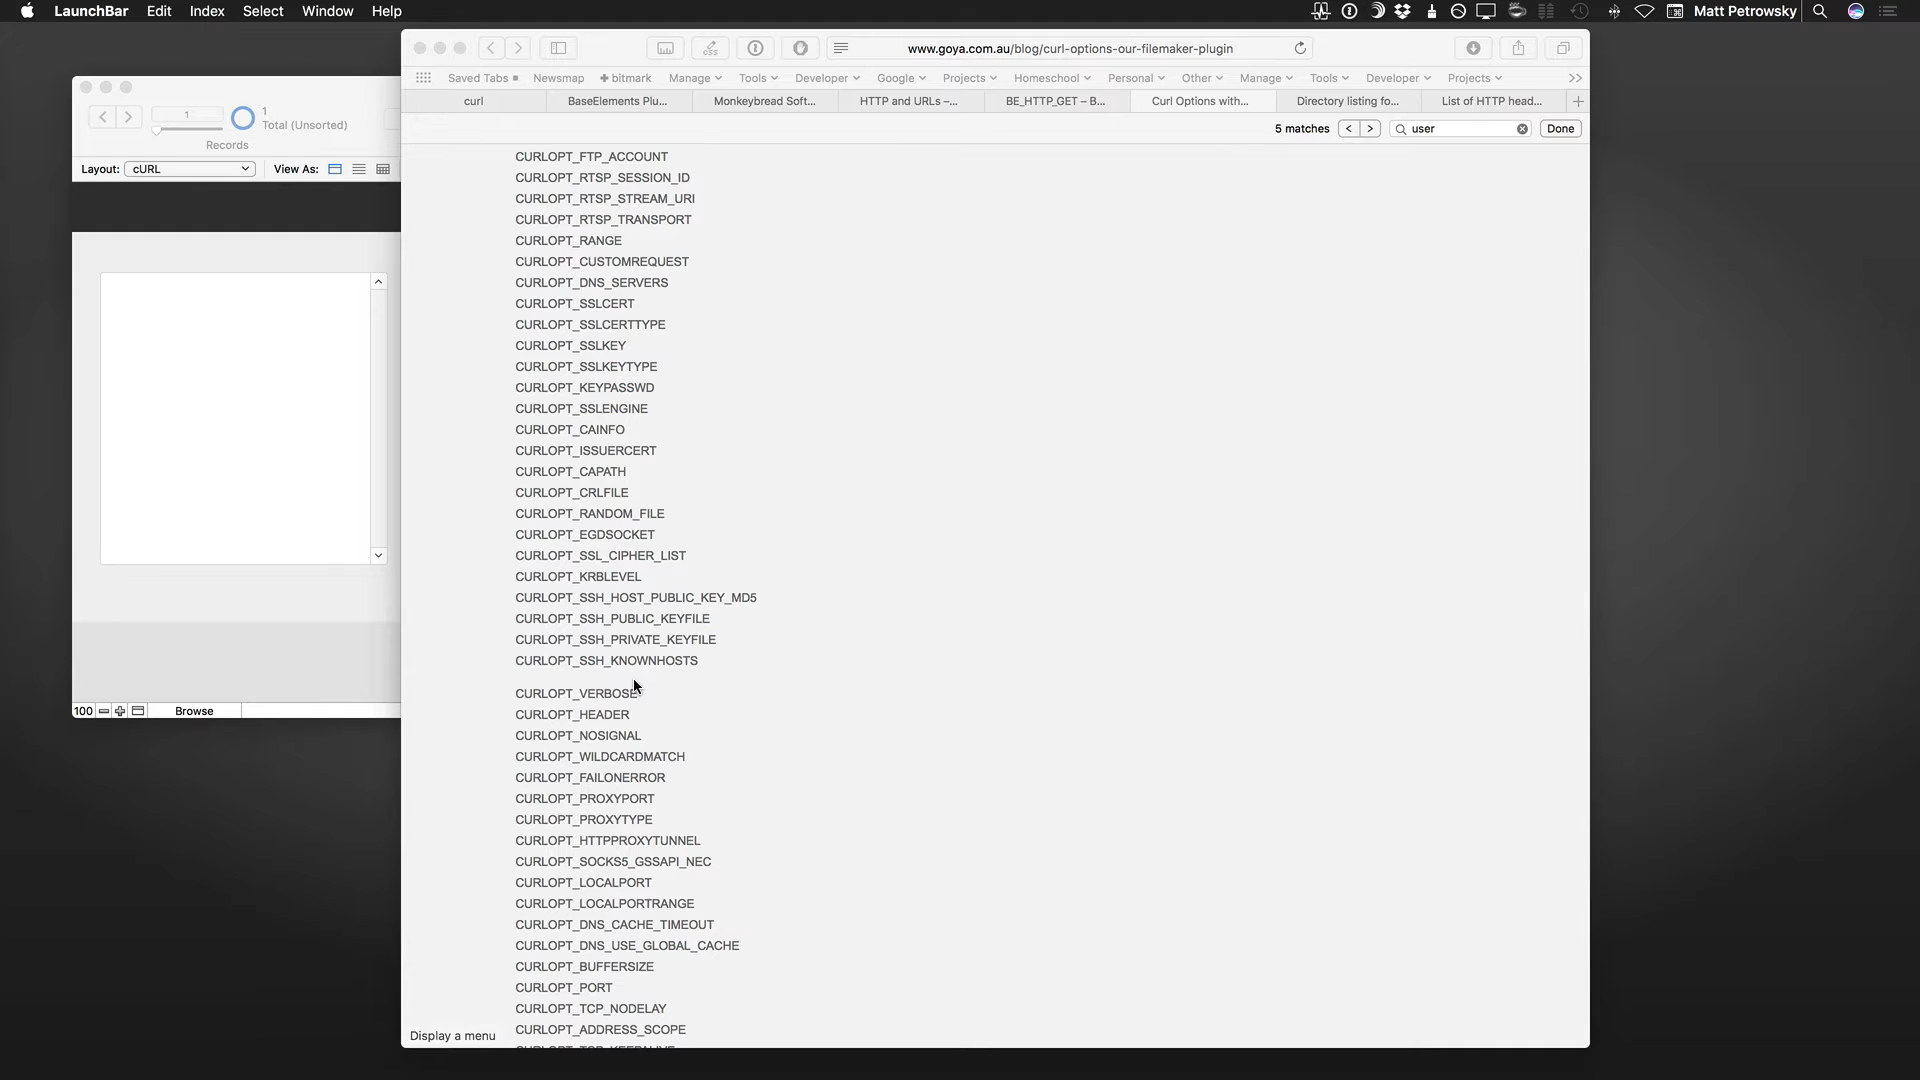 LaunchBar Edit Index Select Window Help Matt Petrowsky
www.goya.com.au/blog/curl-options-our-filemaker-plugin
Saved Tabs bitmark Newsmap Manage Tools Developer Google Projects Homeschool Personal Other Manage Tools Developer Projects
curl BaseElements Plu... Monkeybread Soft... HTTP and URLs –... BE_HTTP_GET – B... Curl Options with... Directory listing fo... List of HTTP head...
5 matches user Done
1 1
Total (Unsorted)
Records
Layout: cURL View As:
100 Browse
CURLOPT_FTP_ACCOUNT
CURLOPT_RTSP_SESSION_ID
CURLOPT_RTSP_STREAM_URI
CURLOPT_RTSP_TRANSPORT
CURLOPT_RANGE
CURLOPT_CUSTOMREQUEST
CURLOPT_DNS_SERVERS
CURLOPT_SSLCERT
CURLOPT_SSLCERTTYPE
CURLOPT_SSLKEY
CURLOPT_SSLKEYTYPE
CURLOPT_KEYPASSWD
CURLOPT_SSLENGINE
CURLOPT_CAINFO
CURLOPT_ISSUERCERT
CURLOPT_CAPATH
CURLOPT_CRLFILE
CURLOPT_RANDOM_FILE
CURLOPT_EGDSOCKET
CURLOPT_SSL_CIPHER_LIST
CURLOPT_KRBLEVEL
CURLOPT_SSH_HOST_PUBLIC_KEY_MD5
CURLOPT_SSH_PUBLIC_KEYFILE
CURLOPT_SSH_PRIVATE_KEYFILE
CURLOPT_SSH_KNOWNHOSTS
CURLOPT_VERBOSE
CURLOPT_HEADER
CURLOPT_NOSIGNAL
CURLOPT_WILDCARDMATCH
CURLOPT_FAILONERROR
CURLOPT_PROXYPORT
CURLOPT_PROXYTYPE
CURLOPT_HTTPPROXYTUNNEL
CURLOPT_SOCKS5_GSSAPI_NEC
CURLOPT_LOCALPORT
CURLOPT_LOCALPORTRANGE
CURLOPT_DNS_CACHE_TIMEOUT
CURLOPT_DNS_USE_GLOBAL_CACHE
CURLOPT_BUFFERSIZE
CURLOPT_PORT
CURLOPT_TCP_NODELAY
CURLOPT_ADDRESS_SCOPE
Display a menu